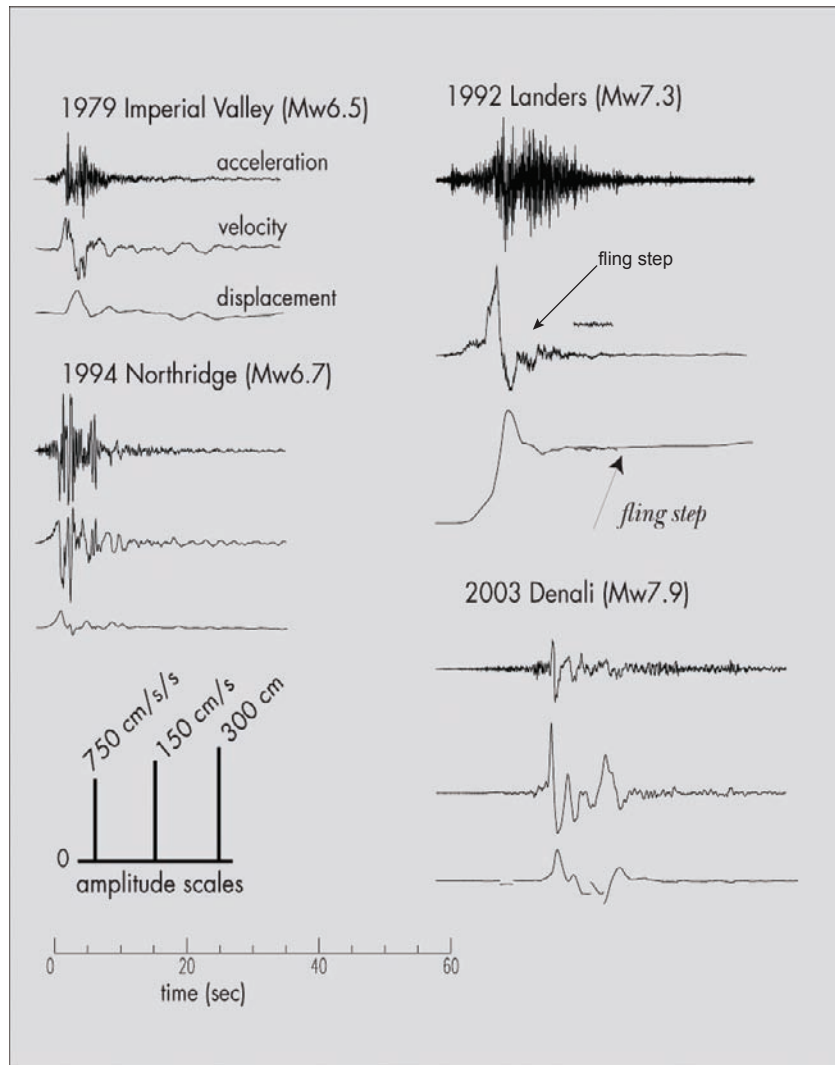 1979 Imperial Valley (Mw6.5)
acceleration
velocity
displacement
1994 Northridge (Mw6.7)
750 cm/s/s
150 cm/s
300 cm
0
amplitude scales
0 20 40 60
time (sec)
1992 Landers (Mw7.3)
fling step
fling step
2003 Denali (Mw7.9)